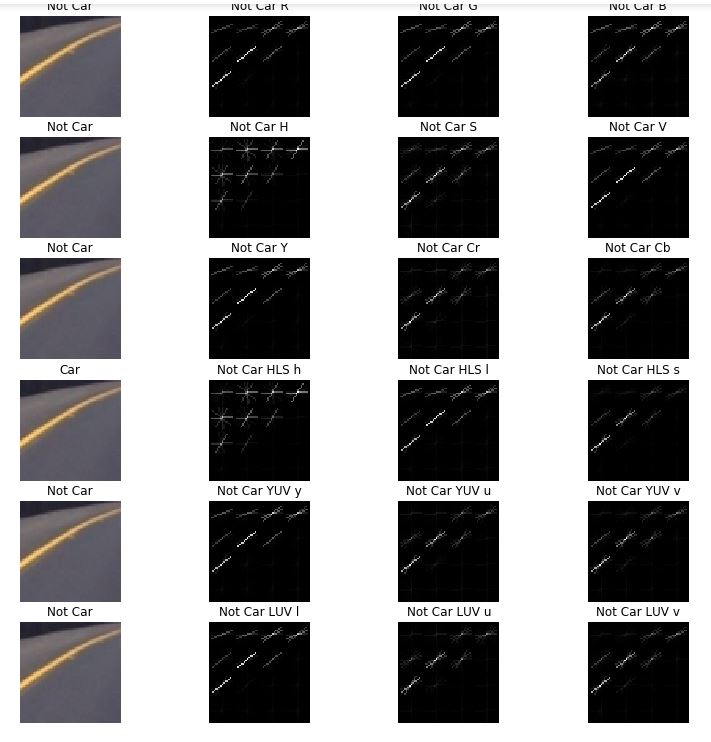 Not Car Not Car R Not Car G Not Car B
Not Car Not Car H Not Car S Not Car V
Not Car Not Car Y Not Car Cr Not Car Cb
Car Not Car HLS h Not Car HLS l Not Car HLS s
Not Car Not Car YUV y Not Car YUV u Not Car YUV v
Not Car Not Car LUV l Not Car LUV u Not Car LUV v